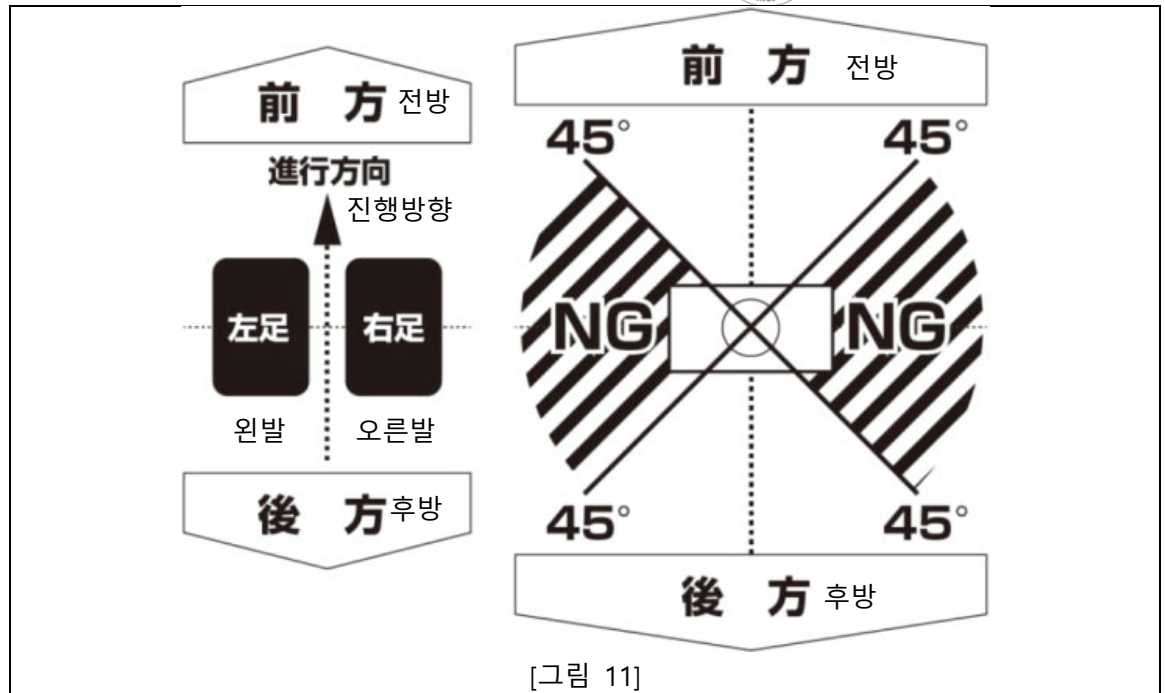 前 方 전방
進行方向
진행방향
左足 右足
왼발 오른발
後 方 후방
前 方 전방
45° 45°
NG NG
45° 45°
後 方 후방
[그림 11]